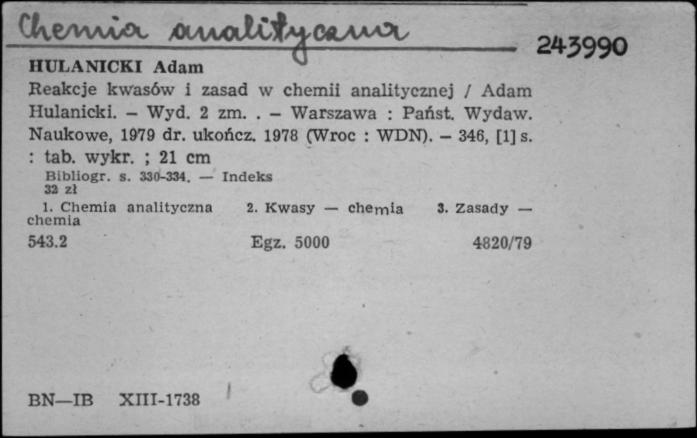 Chemia analityczna
243990
HULANICKI Adam
Reakcje kwasów i zasad w chemii analitycznej / Adam
Hulanicki. — Wyd. 2 zm. . — Warszawa : Państ. Wydaw.
Naukowe, 1979 dr. ukończ. 1978 (Wroc : WDN). — 346, [1] s.
: tab. wykr. ; 21 cm
Bibliogr. s. 330-334. — Indeks
32 zł
1. Chemia analityczna 2. Kwasy — chemia 3. Zasady —
chemia
543.2 Egz. 5000 4820/79
BN—IB XIII-1738